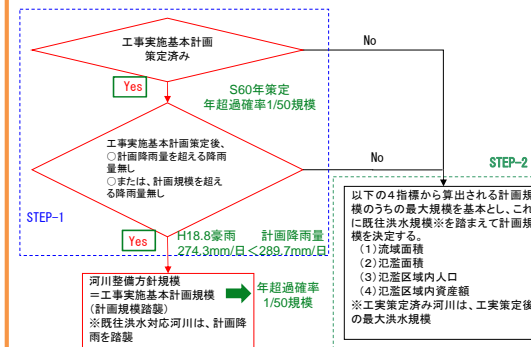 工事実施基本計画
策定済み
No
Yes
S60年策定
年超過確率1/50規模
工事実施基本計画策定後、
○計画降雨量を超える降雨
量無し
○または、計画規模を超え
る降雨量無し
No
STEP-2
STEP-1
Yes
H18.8豪雨 計画降雨量
274.3mm/日＜289.7mm/日
河川整備方針規模
＝工事実施基本計画規模
(計画規模踏襲)
※既往洪水対応河川は、計画降
雨を踏襲
年超過確率
1/50規模
以下の4指標から算出される計画規
模のうちの最大規模を基本とし、これ
に既往洪水規模※を踏まえて計画規
模を決定する。
(1)流域面積
(2)氾濫面積
(3)氾濫区域内人口
(4)氾濫区域内資産額
※工実策定済み河川は、工実策定後
の最大洪水規模